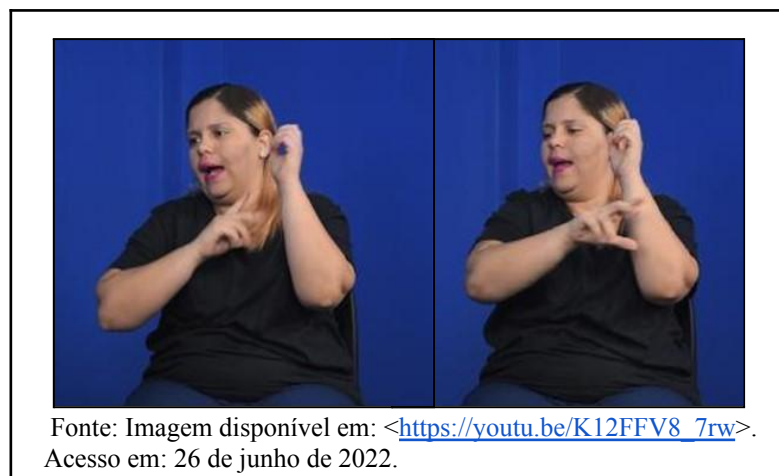 Fonte: Imagem disponível em: <https://youtu.be/K12FFV8_7rw>.
Acesso em: 26 de junho de 2022.